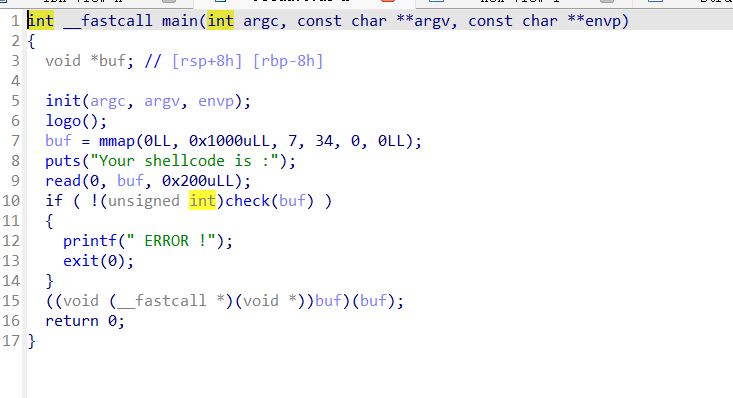 1 int __fastcall main(int argc, const char **argv, const char **envp)
2 {
3 void *buf; // [rsp+8h] [rbp-8h]
4
5 init(argc, argv, envp);
6 logo();
7 buf = mmap(0LL, 0x1000uLL, 7, 34, 0, 0LL);
8 puts("Your shellcode is :");
9 read(0, buf, 0x200uLL);
10 if ( !(unsigned int)check(buf) )
11 {
12 printf(" ERROR !");
13 exit(0);
14 }
15 ((void (__fastcall *)(void *))buf)(buf);
16 return 0;
17 }